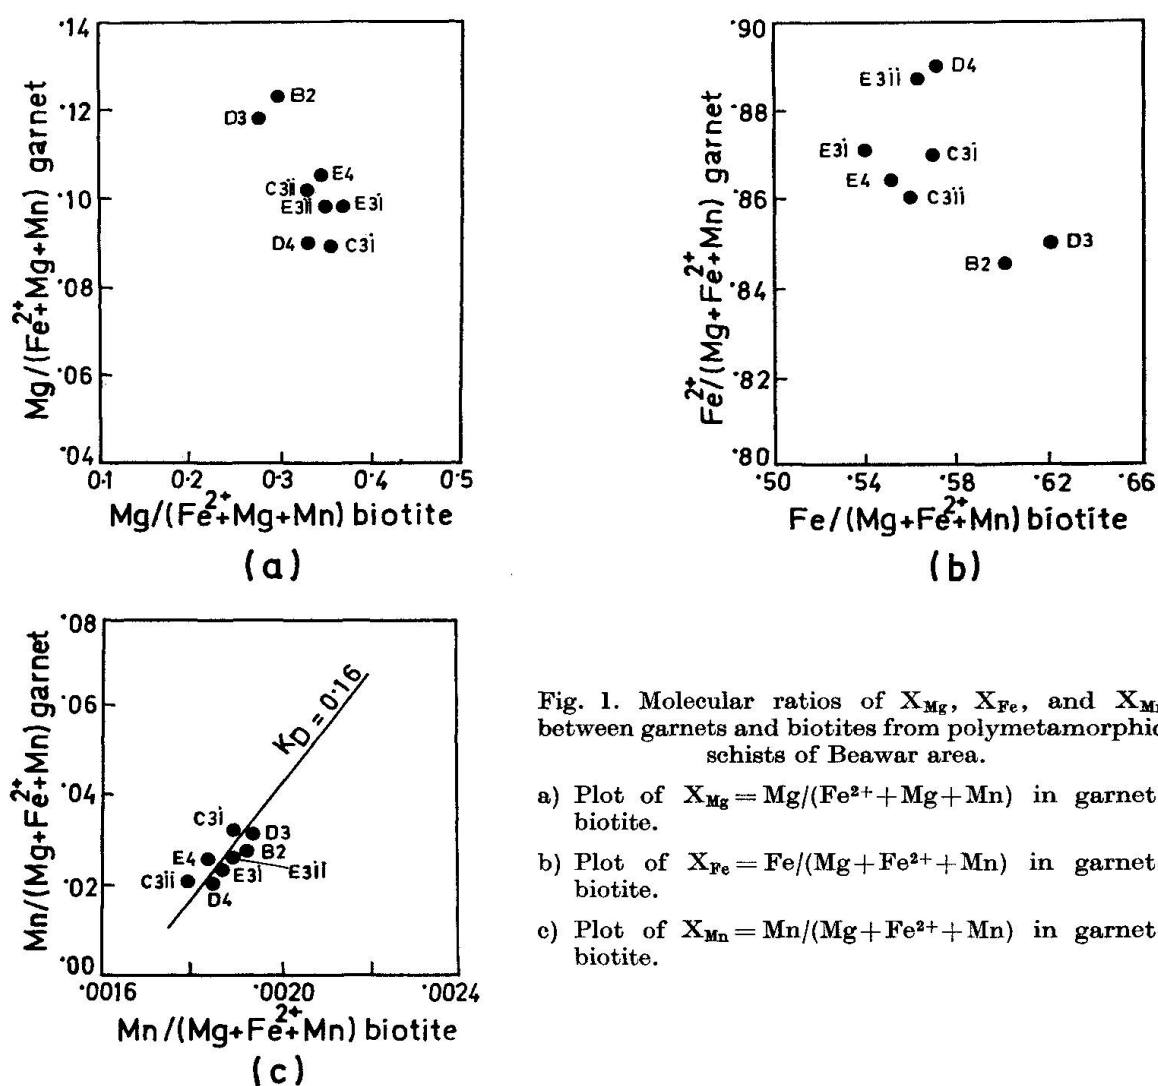 Mg/(Fe²⁺+Mg+Mn) garnet
·14
·12
·10
·08
·06
·04
B2
D3
E4
C3ii
E3ii
E3i
D4
C3i
0·1 0·2 0·3 0·4 0·5
Mg/(Fe²⁺+Mg+Mn) biotite
(a)
Fe²⁺/(Mg+Fe²⁺+Mn) garnet
·90
·88
·86
·84
·82
·80
D4
E3ii
E3i
C3i
E4
C3ii
D3
B2
·50 ·54 ·58 ·62 ·66
Fe/(Mg+Fe²⁺+Mn) biotite
(b)
Mn/(Mg+Fe²⁺+Mn) garnet
·08
·06
·04
·02
·00
K_D = 0·16
C3i
D3
E4
B2
C3ii
E3i
E3ii
D4
·0016 ·0020 ·0024
Mn/(Mg+Fe²⁺+Mn) biotite
(c)
Fig. 1. Molecular ratios of X_Mg, X_Fe, and X_Mn
between garnets and biotites from polymetamorphic
schists of Beawar area.
a) Plot of X_Mg = Mg/(Fe²⁺+Mg+Mn) in garnet
biotite.
b) Plot of X_Fe = Fe/(Mg+Fe²⁺+Mn) in garnet
biotite.
c) Plot of X_Mn = Mn/(Mg+Fe²⁺+Mn) in garnet
biotite.